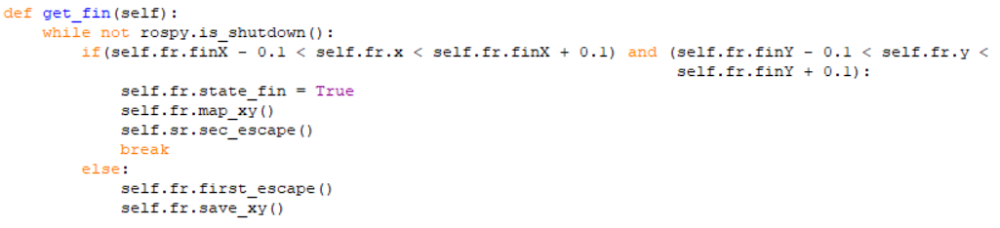 def get_fin(self):
    while not rospy.is_shutdown():
        if(self.fr.finX - 0.1 < self.fr.x < self.fr.finX + 0.1) and (self.fr.finY - 0.1 < self.fr.y <
                                                                     self.fr.finY + 0.1):
            self.fr.state_fin = True
            self.fr.map_xy()
            self.sr.sec_escape()
            break
        else:
            self.fr.first_escape()
            self.fr.save_xy()